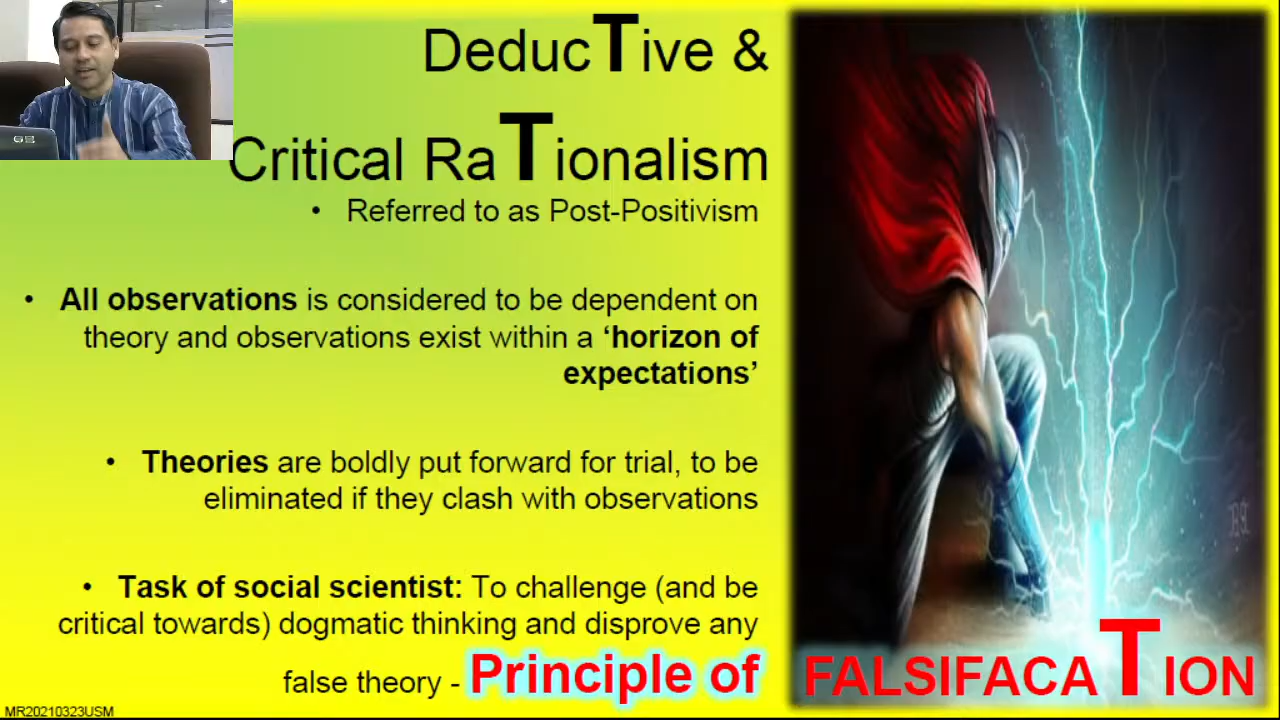 DeducTive &
Critical RaTionalism
• Referred to as Post-Positivism
• All observations is considered to be dependent on
theory and observations exist within a ‘horizon of
expectations’
• Theories are boldly put forward for trial, to be
eliminated if they clash with observations
• Task of social scientist: To challenge (and be
critical towards) dogmatic thinking and disprove any
false theory - Principle of FALSIFACATION
MR20210323USM